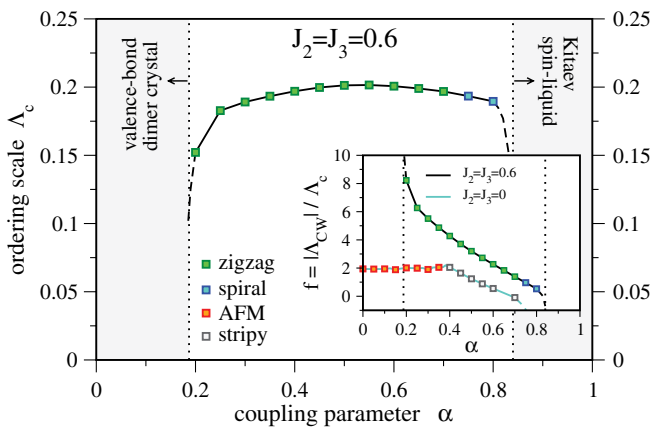 J₂=J₃=0.6
valence-bond
dimer crystal
Kitaev
spin-liquid
ordering scale Λc
0.25
0.2
0.15
0.1
0.05
0
0.25
0.2
0.15
0.1
0.05
0
zigzag
spiral
AFM
stripy
0
0.2
0.4
0.6
0.8
1
coupling parameter α
f = |ΛCW| / Λc
10
8
6
4
2
0
J₂=J₃=0.6
J₂=J₃=0
0
0.2
0.4
0.6
0.8
1
α